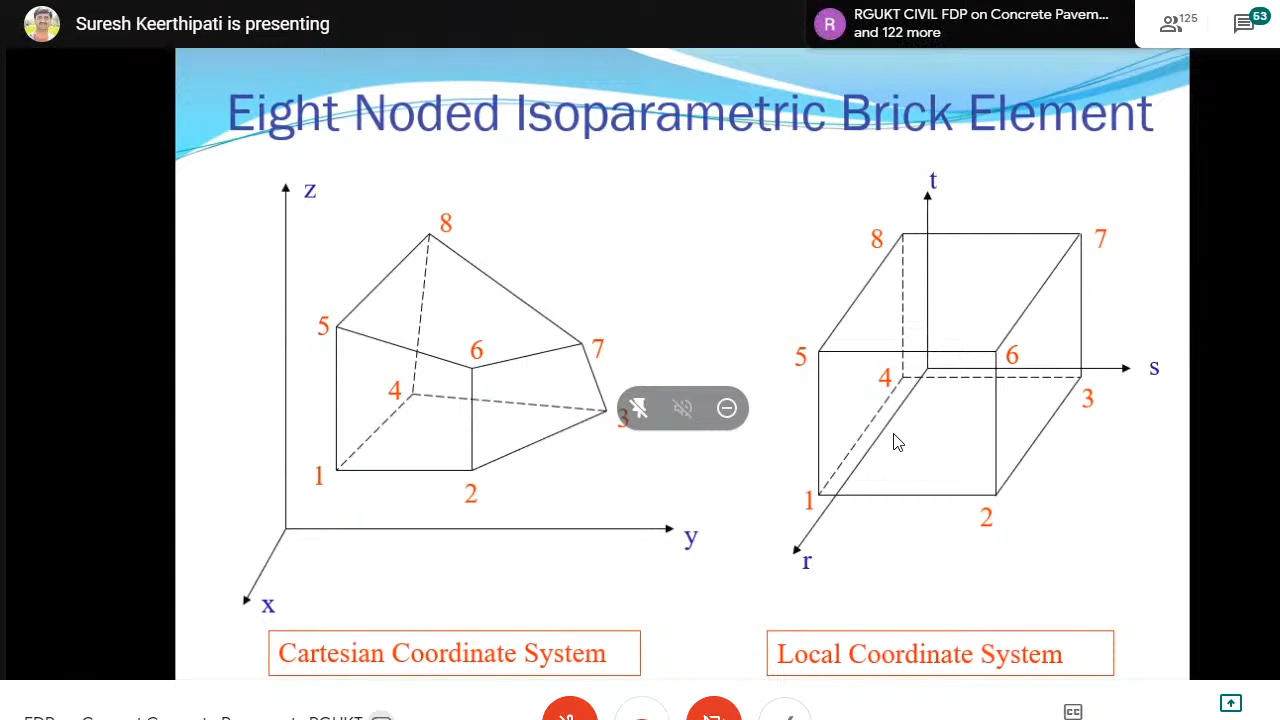 Suresh Keerthipati is presenting
RGUKT CIVIL FDP on Concrete Pavem...
and 122 more
R
125
63
Eight Noded Isoparametric Brick Element
z
8
5
6
7
4
3
1
2
y
x
Cartesian Coordinate System
t
8
7
5
6
s
4
3
1
2
r
Local Coordinate System
CC